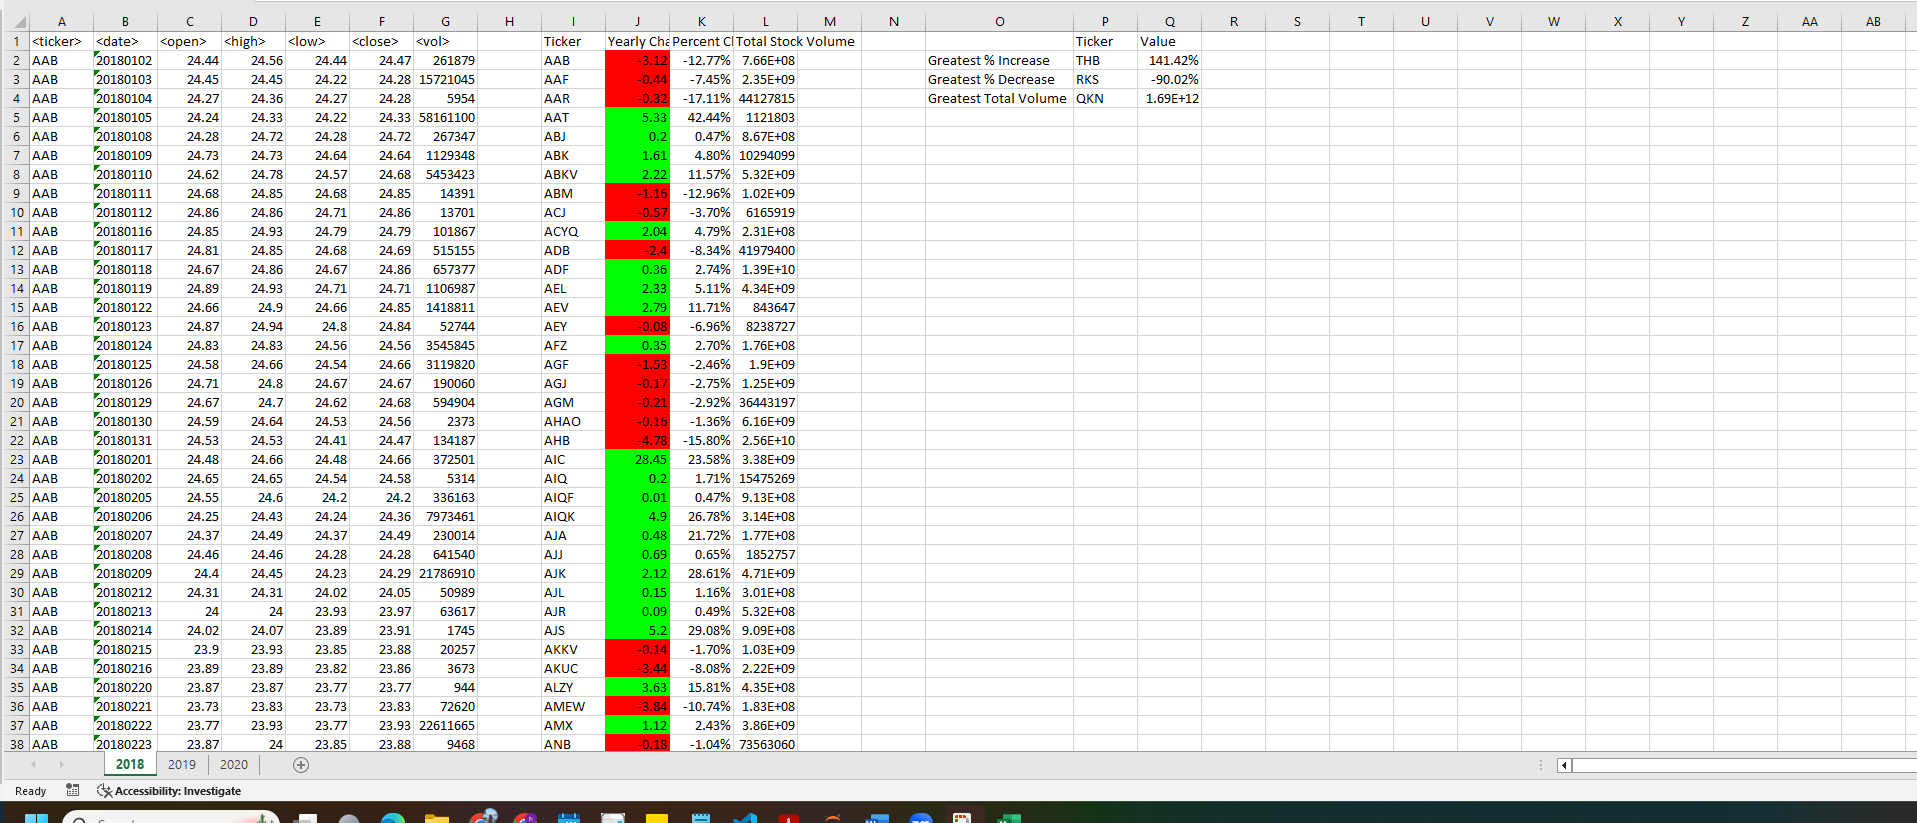 A B C D E F G H I J K L M N O P Q R S T U V W X Y Z AA AB
1 <ticker> <date> <open> <high> <low> <close> <vol> Ticker Yearly Cha Percent Cl Total Stock Volume Ticker Value
2 AAB 20180102 24.44 24.56 24.44 24.47 261879 AAB -3.12 -12.77% 7.66E+08 Greatest % Increase THB 141.42%
3 AAB 20180103 24.45 24.45 24.22 24.28 15721045 AAF -0.44 -7.45% 2.35E+09 Greatest % Decrease RKS -90.02%
4 AAB 20180104 24.27 24.36 24.27 24.28 5954 AAR -0.32 -17.11% 44127815 Greatest Total Volume QKN 1.69E+12
5 AAB 20180105 24.24 24.33 24.22 24.33 58161100 AAT 5.33 42.44% 1121803
6 AAB 20180108 24.28 24.72 24.28 24.72 267347 ABJ 0.2 0.47% 8.67E+08
7 AAB 20180109 24.73 24.73 24.64 24.64 1129348 ABK 1.61 4.80% 10294099
8 AAB 20180110 24.62 24.78 24.57 24.68 5453423 ABKV 2.22 11.57% 5.32E+09
9 AAB 20180111 24.68 24.85 24.68 24.85 14391 ABM -1.16 -12.96% 1.02E+09
10 AAB 20180112 24.86 24.86 24.71 24.86 13701 ACJ -0.57 -3.70% 6165919
11 AAB 20180116 24.85 24.93 24.79 24.79 101867 ACYQ 2.04 4.79% 2.31E+08
12 AAB 20180117 24.81 24.85 24.68 24.69 515155 ADB -2.4 -8.34% 41979400
13 AAB 20180118 24.67 24.86 24.67 24.86 657377 ADF 0.36 2.74% 1.39E+10
14 AAB 20180119 24.89 24.93 24.71 24.71 1106987 AEL 2.33 5.11% 4.34E+09
15 AAB 20180122 24.66 24.9 24.66 24.85 1418811 AEV 2.79 11.71% 843647
16 AAB 20180123 24.87 24.94 24.8 24.84 52744 AEY -0.08 -6.96% 8238727
17 AAB 20180124 24.83 24.83 24.56 24.56 3545845 AFZ 0.35 2.70% 1.76E+08
18 AAB 20180125 24.58 24.66 24.54 24.66 3119820 AGF -1.53 -2.46% 1.9E+09
19 AAB 20180126 24.71 24.8 24.67 24.67 190060 AGJ -0.17 -2.75% 1.25E+09
20 AAB 20180129 24.67 24.7 24.62 24.68 594904 AGM -0.21 -2.92% 36443197
21 AAB 20180130 24.59 24.64 24.53 24.56 2373 AHAO -0.16 -1.36% 6.16E+09
22 AAB 20180131 24.53 24.53 24.41 24.47 134187 AHB -4.78 -15.80% 2.56E+10
23 AAB 20180201 24.48 24.66 24.48 24.66 372501 AIC 28.45 23.58% 3.38E+09
24 AAB 20180202 24.65 24.65 24.54 24.58 5314 AIQ 0.2 1.71% 15475269
25 AAB 20180205 24.55 24.6 24.2 24.2 336163 AIQF 0.01 0.47% 9.13E+08
26 AAB 20180206 24.25 24.43 24.24 24.36 7973461 AIQK 4.9 26.78% 3.14E+08
27 AAB 20180207 24.37 24.49 24.37 24.49 230014 AJA 0.48 21.72% 1.77E+08
28 AAB 20180208 24.46 24.46 24.28 24.28 641540 AJJ 0.69 0.65% 1852757
29 AAB 20180209 24.4 24.45 24.23 24.29 21786910 AJK 2.12 28.61% 4.71E+09
30 AAB 20180212 24.31 24.31 24.02 24.05 50989 AJL 0.15 1.16% 3.01E+08
31 AAB 20180213 24 24 23.93 23.97 63617 AJR 0.09 0.49% 5.32E+08
32 AAB 20180214 24.02 24.07 23.89 23.91 1745 AJS 5.2 29.08% 9.09E+08
33 AAB 20180215 23.9 23.93 23.85 23.88 20257 AKKV -0.14 -1.70% 1.03E+09
34 AAB 20180216 23.89 23.89 23.82 23.86 3673 AKUC -3.44 -8.08% 2.22E+09
35 AAB 20180220 23.87 23.87 23.77 23.77 944 ALZY 3.63 15.81% 4.35E+08
36 AAB 20180221 23.73 23.83 23.73 23.83 72620 AMEW -3.84 -10.74% 1.83E+08
37 AAB 20180222 23.77 23.93 23.77 23.93 22611665 AMX 1.12 2.43% 3.86E+09
38 AAB 20180223 23.87 24 23.85 23.88 9468 ANB -0.18 -1.04% 73563060
2018 2019 2020
Ready Accessibility: Investigate